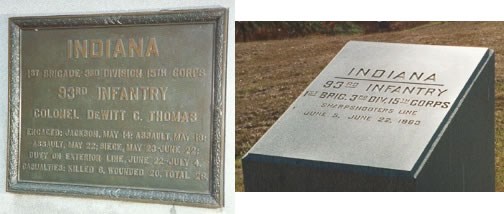 INDIANA
1ST BRIGADE 3RD DIVISION 15TH CORPS
93RD INFANTRY
COLONEL DEWITT C. THOMAS
ENGAGED: JACKSON, MAY 14; ASSAULT, MAY 19;
ASSAULT, MAY 22; SIEGE, MAY 23-JUNE 22;
DUTY ON EXTERIOR LINE, JUNE 22-JULY 4.
CASUALTIES: KILLED 6, WOUNDED 20, TOTAL 26.
INDIANA
93RD INFANTRY
1ST BRIG. 3RD DIV. 15TH CORPS
SHARPSHOOTERS LINE
JUNE 5, JUNE 22, 1863